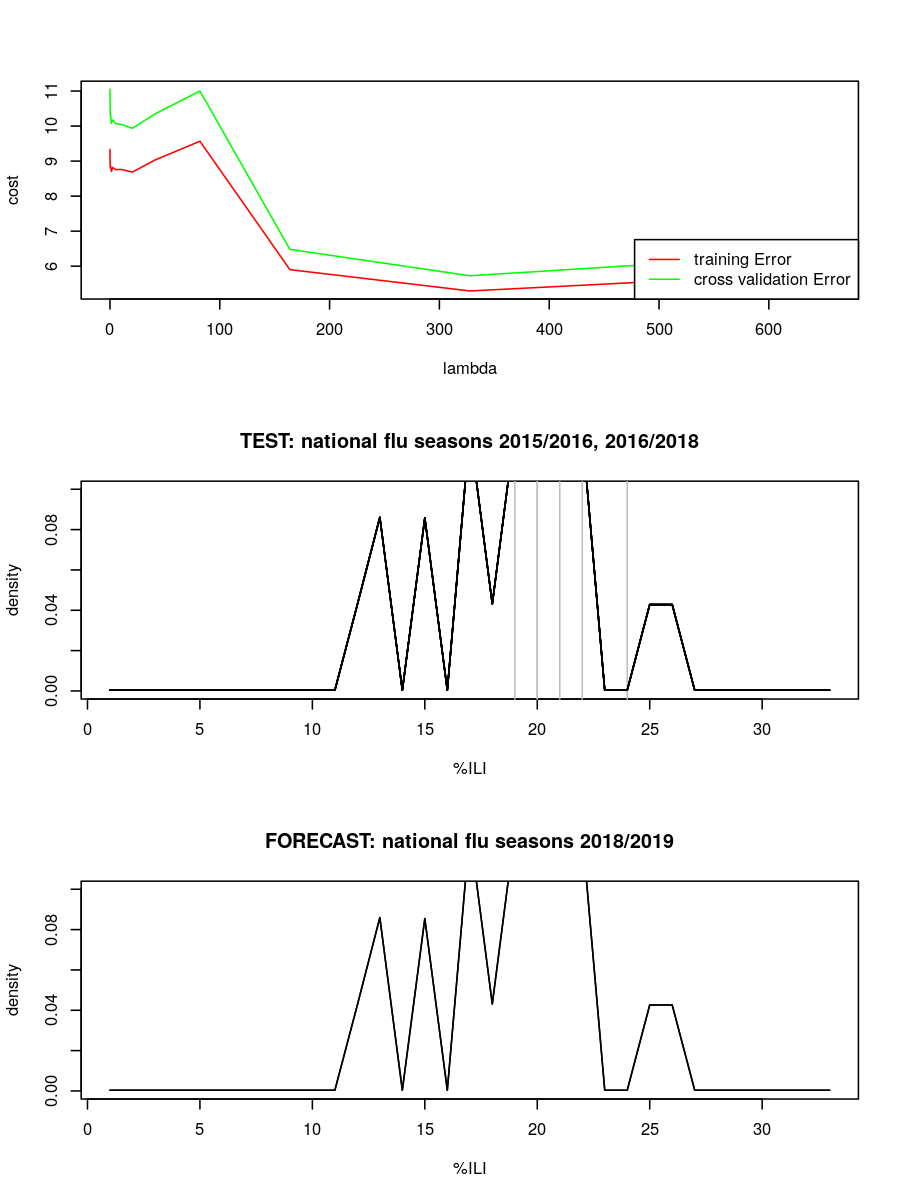 11
10
9
8
7
6
cost
training Error
cross validation Error
0 100 200 300 400 500 600
lambda
TEST: national flu seasons 2015/2016, 2016/2018
0.08
0.04
0.00
density
0 5 10 15 20 25 30
%ILI
FORECAST: national flu seasons 2018/2019
0.08
0.04
0.00
density
0 5 10 15 20 25 30
%ILI